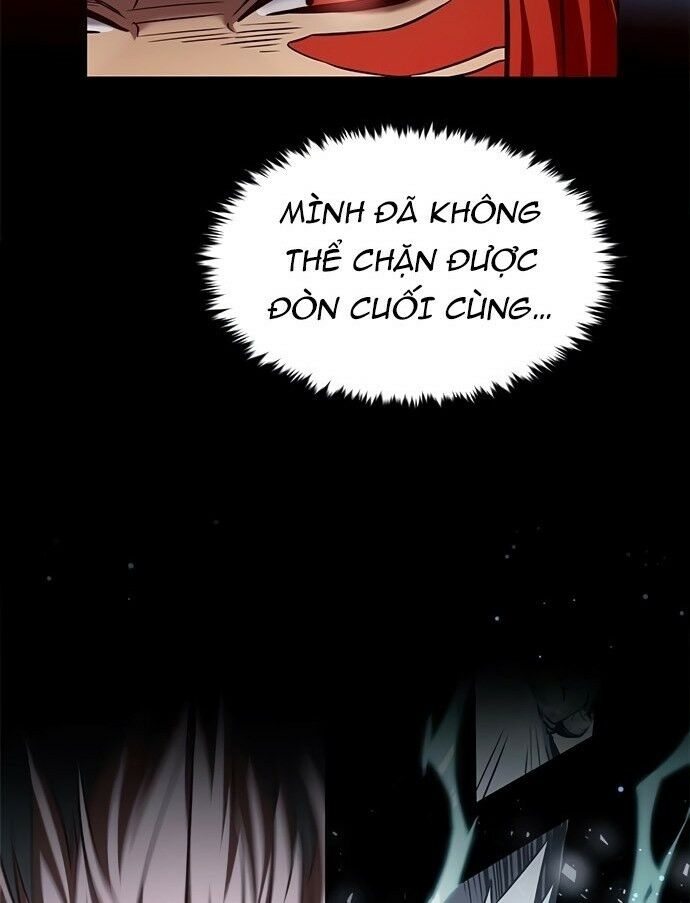 MÌNH ĐÃ KHÔNG
THỂ CHẶN ĐƯỢC
ĐÒN CUỐI CÙNG...